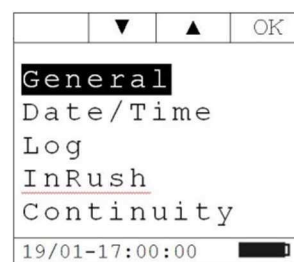 ▼ ▲ OK
General
Date/Time
Log
InRush
Continuity
19/01-17:00:00